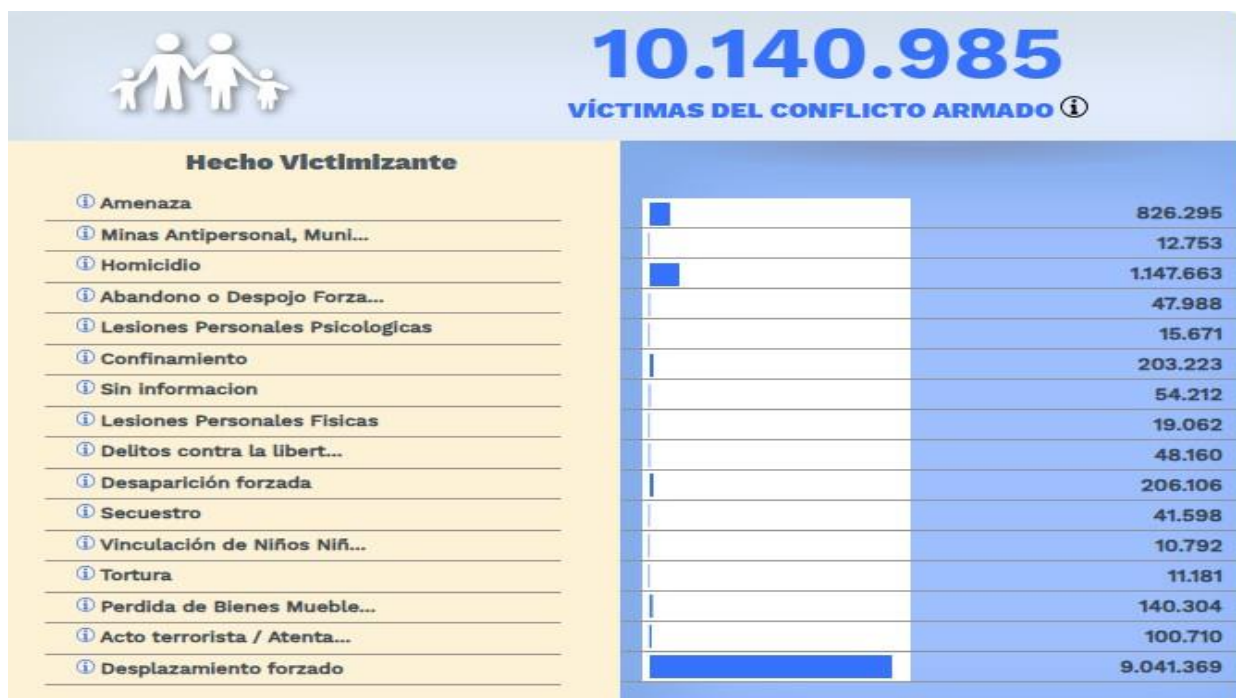 10.140.985
VÍCTIMAS DEL CONFLICTO ARMADO
Hecho Victimizante
Amenaza 826.295
Minas Antipersonal, Muni... 12.753
Homicidio 1.147.663
Abandono o Despojo Forza... 47.988
Lesiones Personales Psicologicas 15.671
Confinamiento 203.223
Sin informacion 54.212
Lesiones Personales Fisicas 19.062
Delitos contra la libert... 48.160
Desaparición forzada 206.106
Secuestro 41.598
Vinculación de Niños Niñ... 10.792
Tortura 11.181
Perdida de Bienes Mueble... 140.304
Acto terrorista / Atenta... 100.710
Desplazamiento forzado 9.041.369